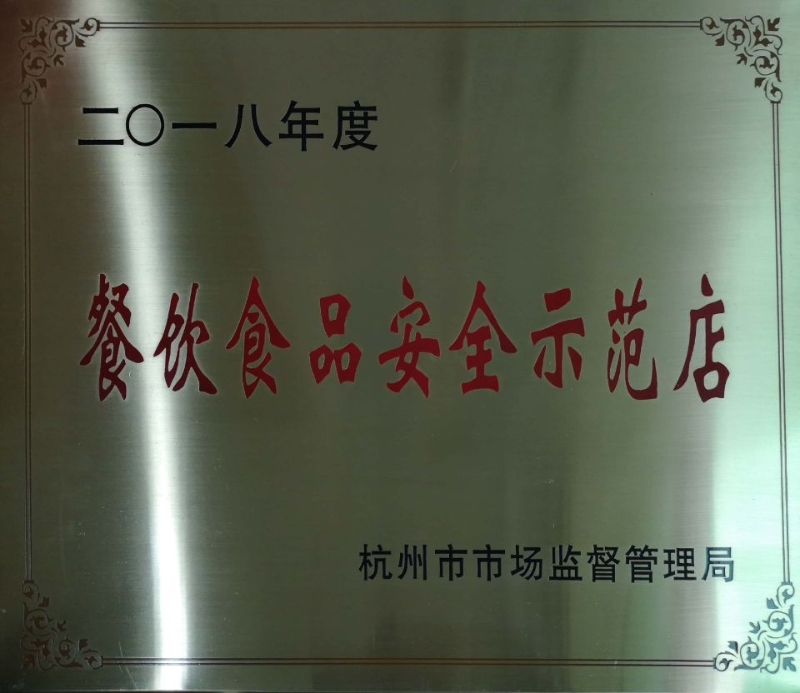 二〇一八年度
餐饮食品安全示范店
杭州市市场监督管理局